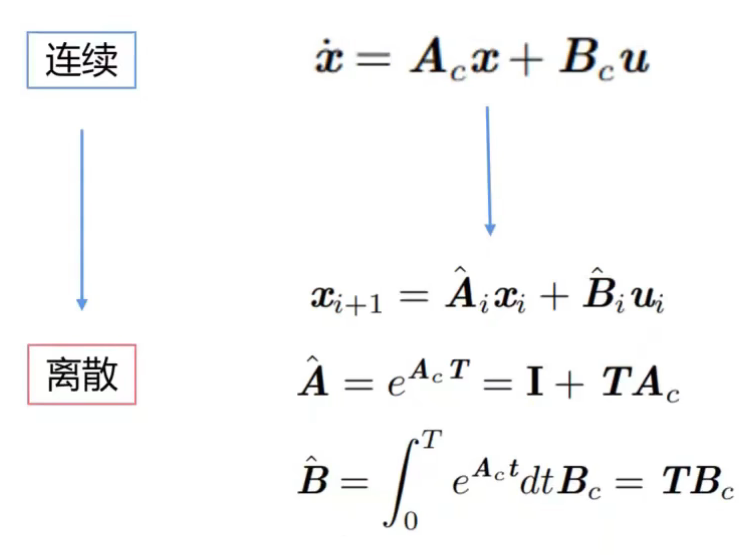 连续
ẋ = A_c x + B_c u
x_{i+1} = Â_i x_i + B̂_i u_i
离散
Â = e^{A_c T} = I + T A_c
B̂ = ∫_0^T e^{A_c t} dt B_c = T B_c